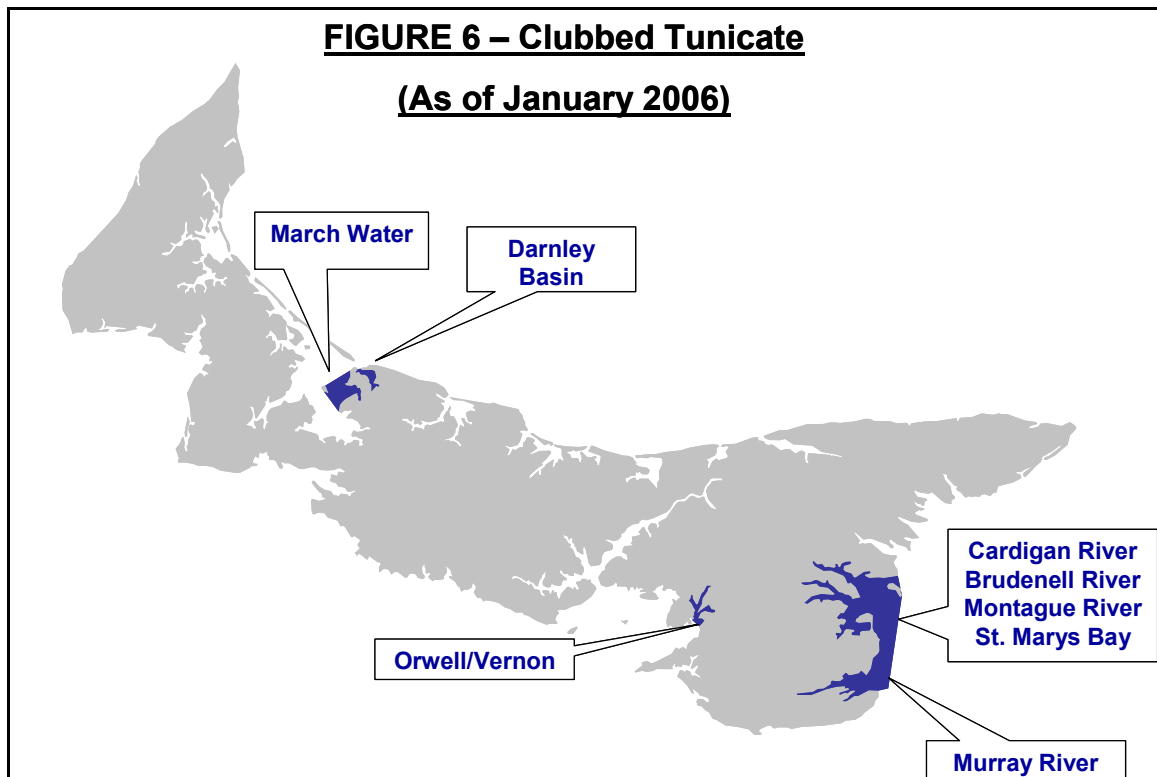 FIGURE 6 – Clubbed Tunicate
(As of January 2006)
March Water
Darnley
Basin
Cardigan River
Brudenell River
Montague River
St. Marys Bay
Orwell/Vernon
Murray River